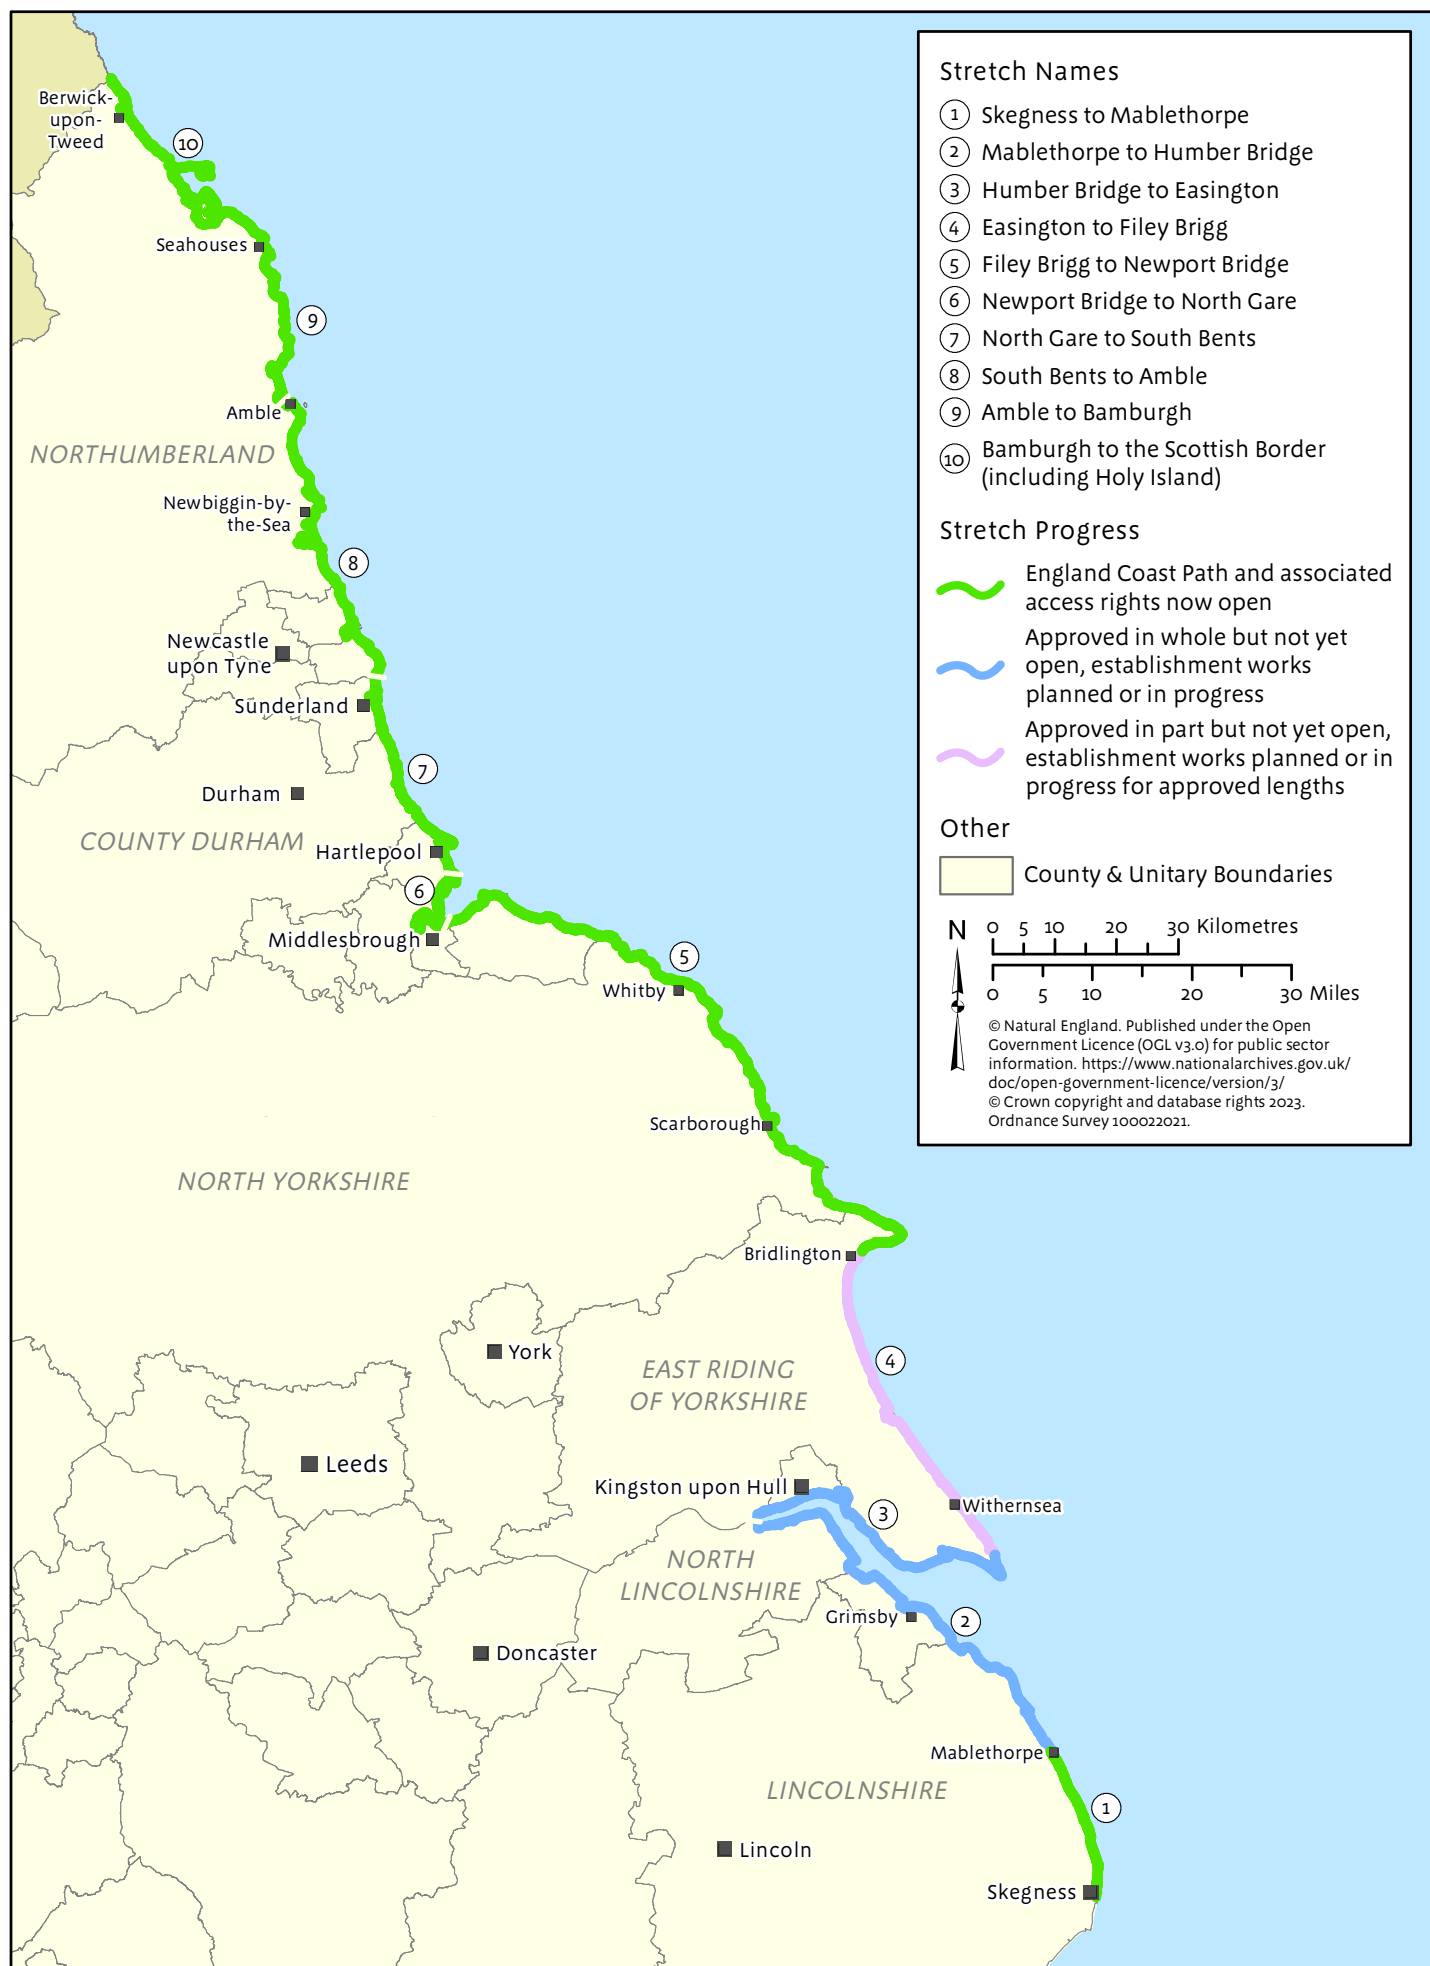 Berwick-
upon-
Tweed
10
Seahouses
9
Amble
NORTHUMBERLAND
Newbiggin-by-
the-Sea
8
Newcastle
upon Tyne
Sunderland
7
Durham
COUNTY DURHAM
Hartlepool
6
Middlesbrough
5
Whitby
Scarborough
NORTH YORKSHIRE
Bridlington
York
4
EAST RIDING
OF YORKSHIRE
Leeds
Kingston upon Hull
3
Withernsea
NORTH
LINCOLNSHIRE
Grimsby
2
Doncaster
Mablethorpe
LINCOLNSHIRE
1
Lincoln
Skegness
Stretch Names
1 Skegness to Mablethorpe
2 Mablethorpe to Humber Bridge
3 Humber Bridge to Easington
4 Easington to Filey Brigg
5 Filey Brigg to Newport Bridge
6 Newport Bridge to North Gare
7 North Gare to South Bents
8 South Bents to Amble
9 Amble to Bamburgh
10 Bamburgh to the Scottish Border
(including Holy Island)
Stretch Progress
England Coast Path and associated
access rights now open
Approved in whole but not yet
open, establishment works
planned or in progress
Approved in part but not yet open,
establishment works planned or in
progress for approved lengths
Other
County & Unitary Boundaries
N
0 5 10 20 30 Kilometres
0 5 10 20 30 Miles
© Natural England. Published under the Open
Government Licence (OGL v3.0) for public sector
information. https://www.nationalarchives.gov.uk/
doc/open-government-licence/version/3/
© Crown copyright and database rights 2023.
Ordnance Survey 100022021.